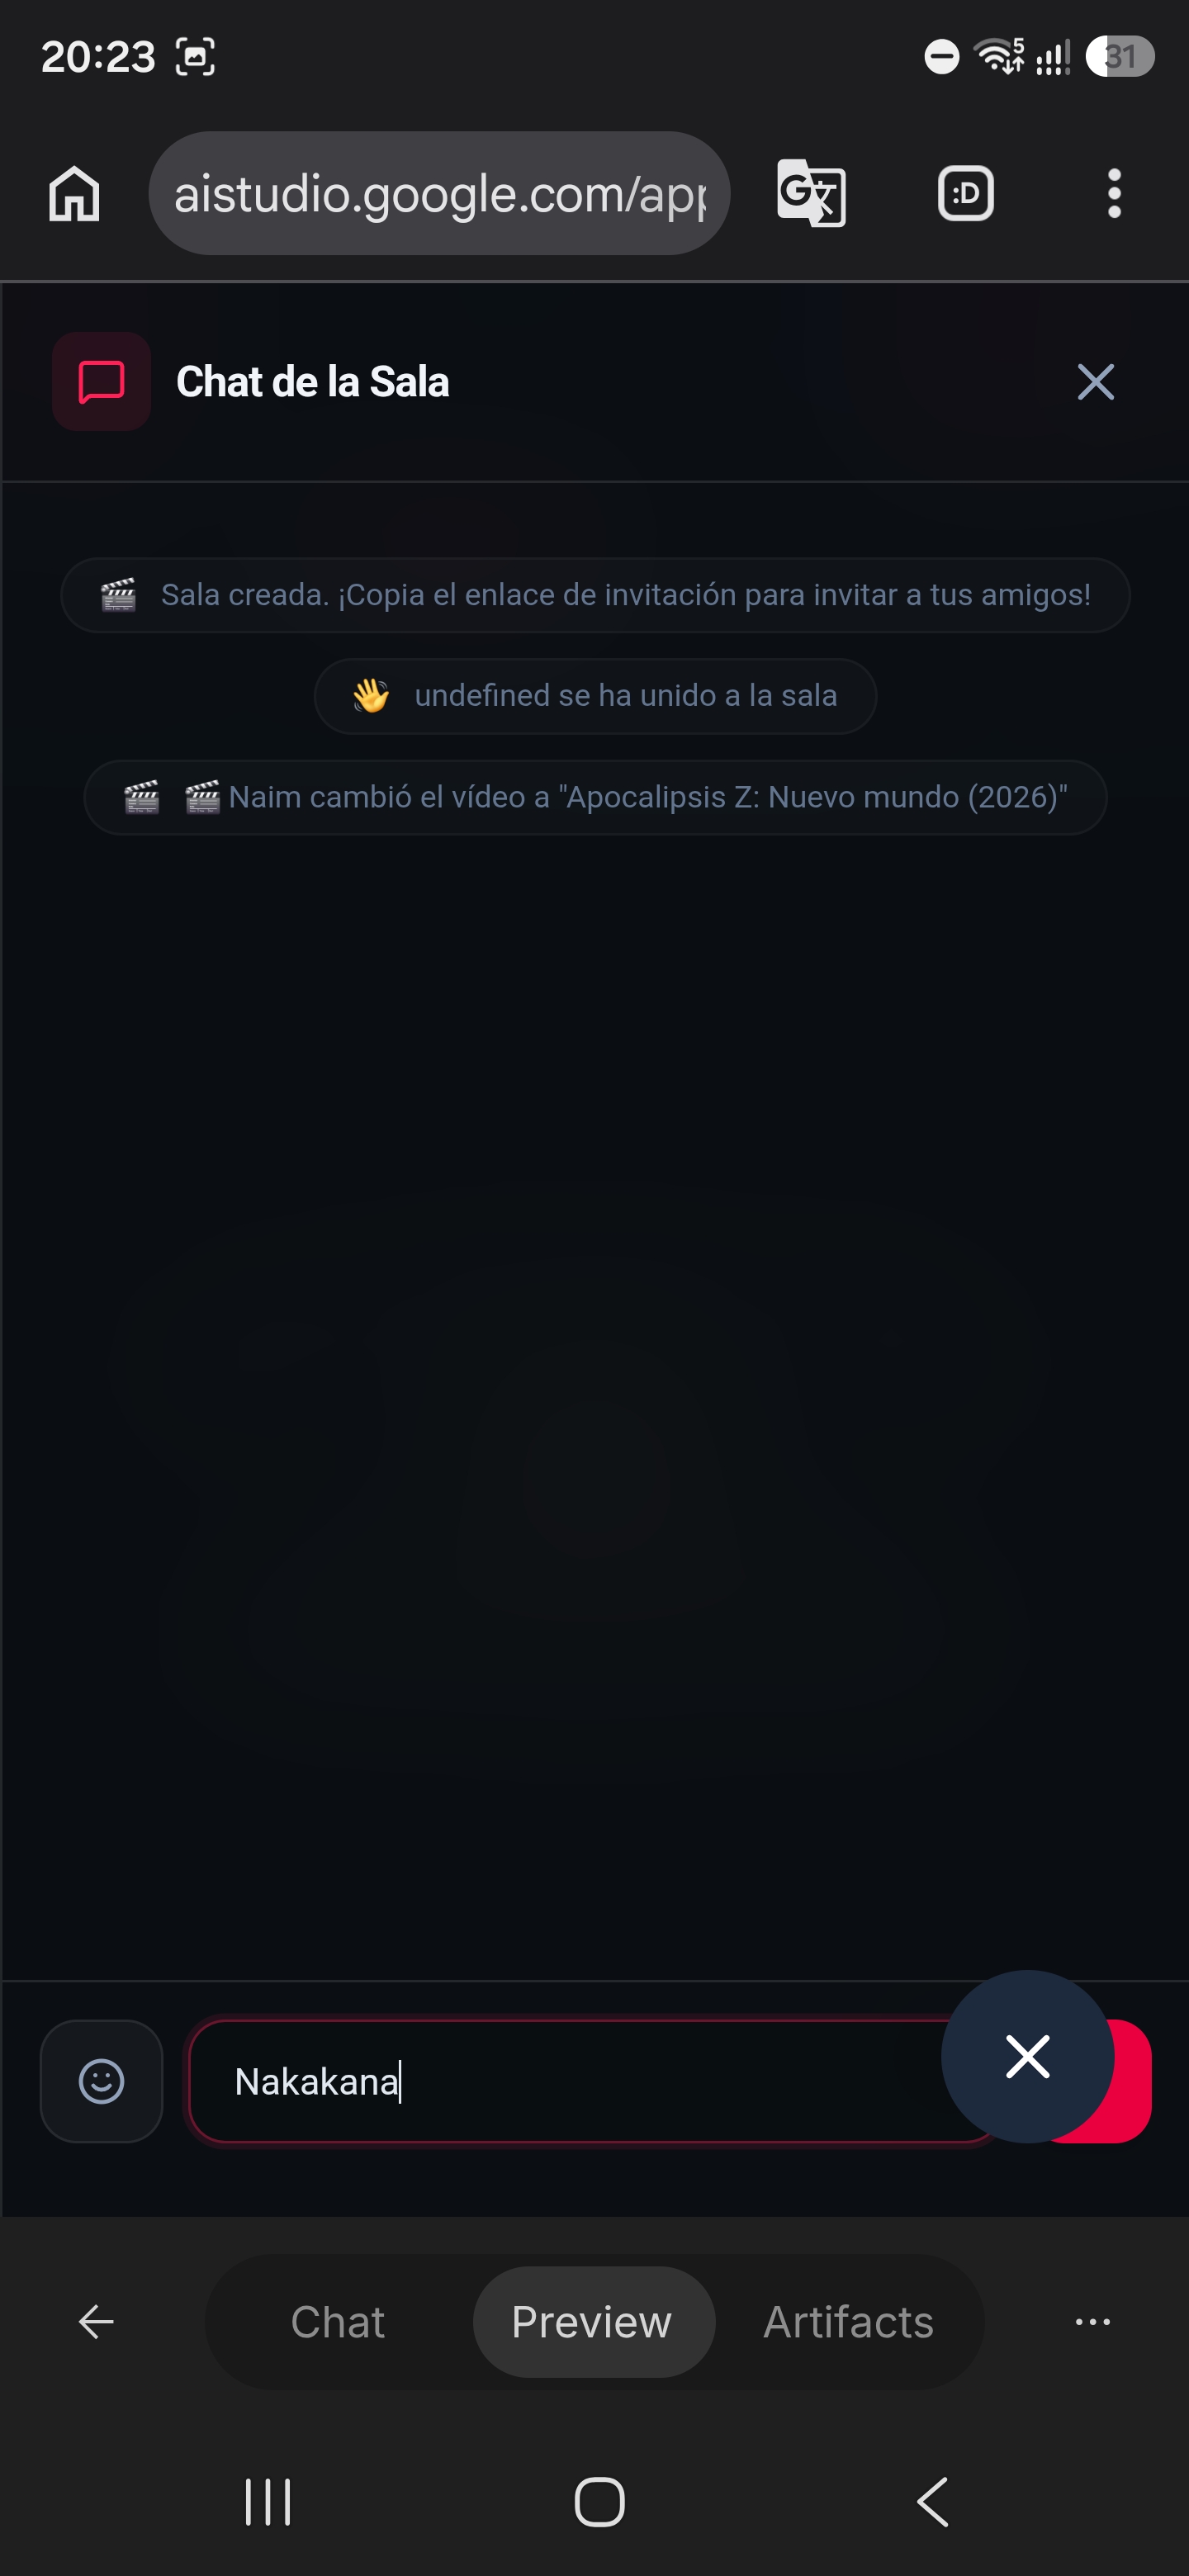 20:23
5
31
aistudio.google.com/app
:D
Chat de la Sala
🎬 Sala creada. ¡Copia el enlace de invitación para invitar a tus amigos!
👋 undefined se ha unido a la sala
🎬 🎬 Naim cambió el vídeo a "Apocalipsis Z: Nuevo mundo (2026)"
Nakakana
Chat
Preview
Artifacts